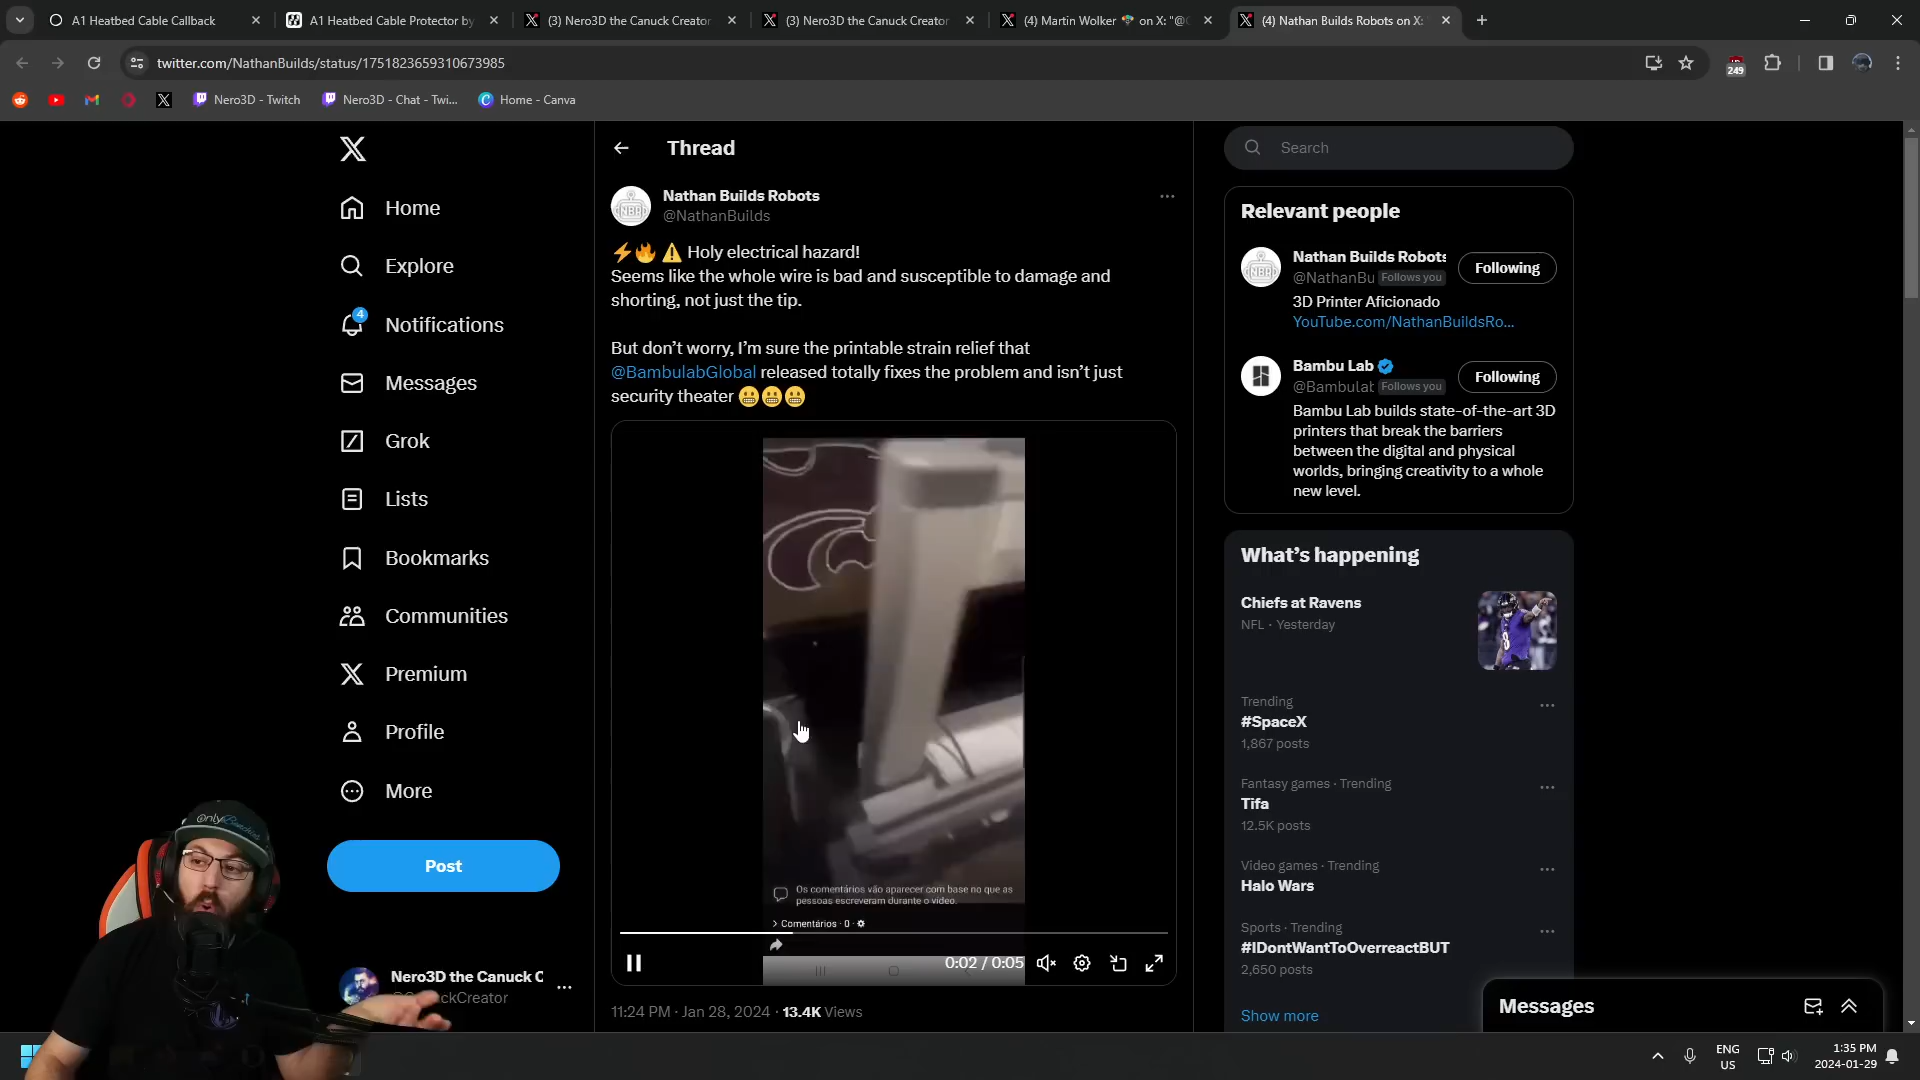 A1 Heatbed Cable Callback
A1 Heatbed Cable Protector by
(3) Nero3D the Canuck Creator
(3) Nero3D the Canuck Creator
(4) Martin Wolker 🪂 on X: "@C
(4) Nathan Builds Robots on X:
twitter.com/NathanBuilds/status/1751823659310673985
249
Nero3D - Twitch
Nero3D - Chat - Twi...
Home - Canva
Thread
Search
Home
Explore
4
Notifications
Messages
Grok
Lists
Bookmarks
Communities
Premium
Profile
More
Post
Nero3D the Canuck C
Nathan Builds Robots
@NathanBuilds
⚡🔥 ⚠️ Holy electrical hazard!
Seems like the whole wire is bad and susceptible to damage and
shorting, not just the tip.
But don't worry, I'm sure the printable strain relief that
@BambulabGlobal released totally fixes the problem and isn't just
security theater 😬😬😬
Os comentários vão aparecer com base no que as
pessoas escreveram durante o vídeo.
> Comentários · 0 ·
0:02 / 0:05
11:24 PM · Jan 28, 2024 · 13.4K Views
Relevant people
Nathan Builds Robots
@NathanBu Follows you
Following
3D Printer Aficionado
YouTube.com/NathanBuildsRo...
Bambu Lab
@Bambulab Follows you
Following
Bambu Lab builds state-of-the-art 3D
printers that break the barriers
between the digital and physical
worlds, bringing creativity to a whole
new level.
What's happening
Chiefs at Ravens
NFL · Yesterday
Trending
#SpaceX
1,867 posts
Fantasy games · Trending
Tifa
12.5K posts
Video games · Trending
Halo Wars
Sports · Trending
#IDontWantToOverreactBUT
2,650 posts
Show more
Messages
ENG
US
1:35 PM
2024-01-29